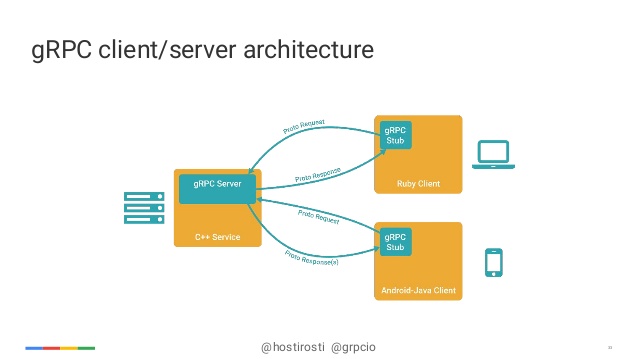 gRPC client/server architecture
Proto Request
gRPC
Stub
Proto Response
Ruby Client
gRPC Server
C++ Service
Proto Request
gRPC
Stub
Proto Response(s)
Android-Java Client
@hostirosti @grpcio